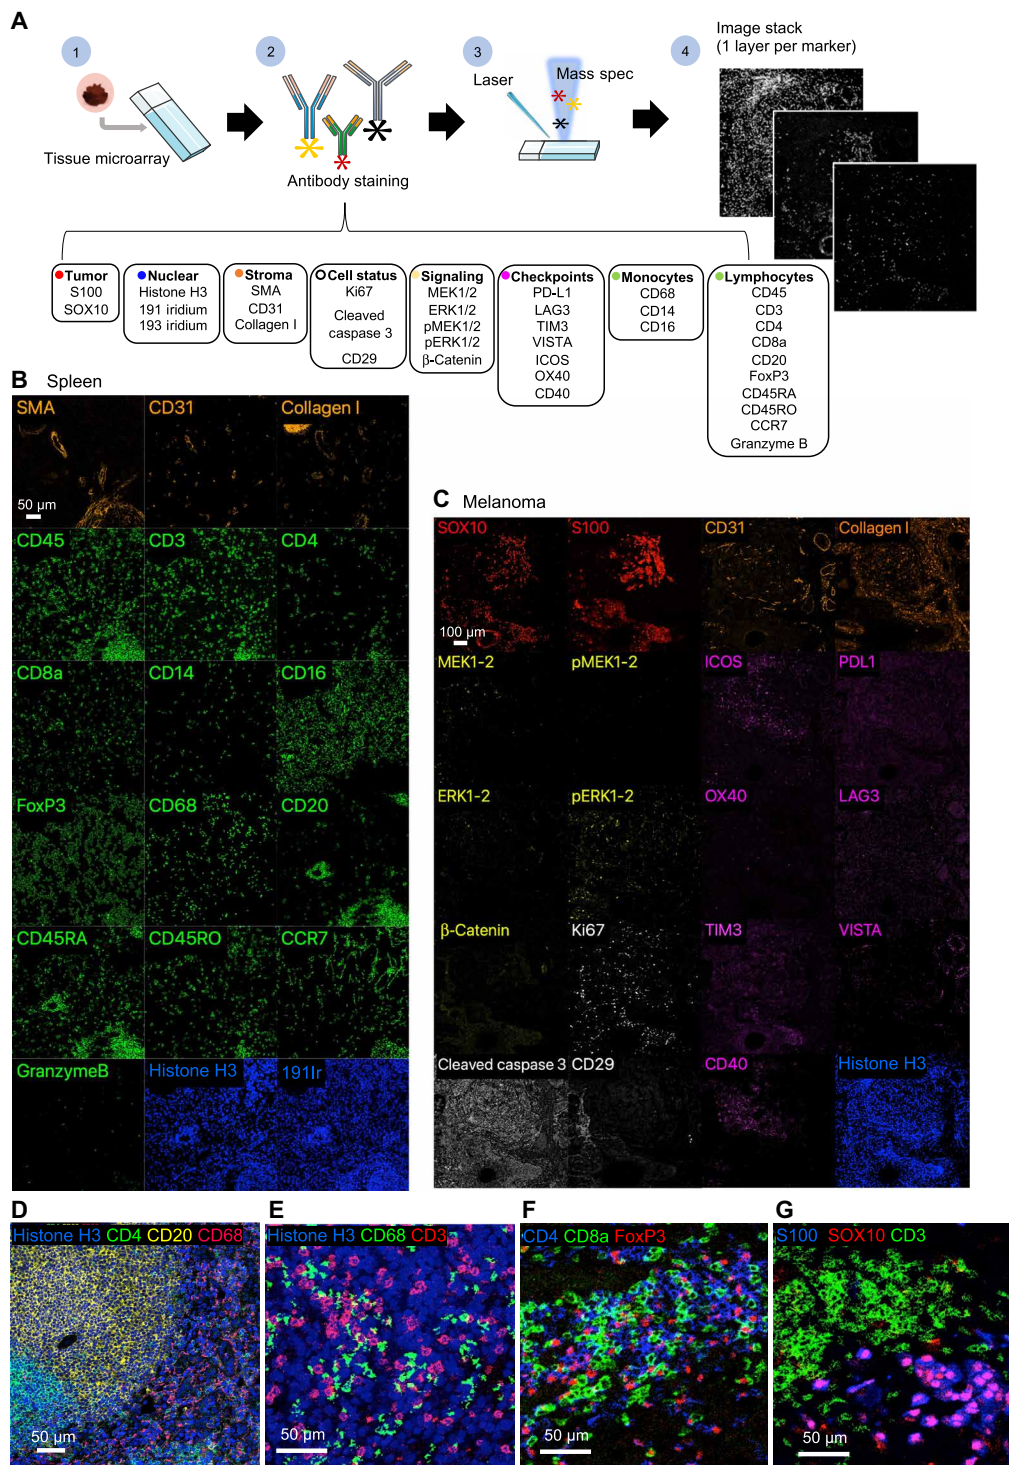 A
1
2
3
4
Image stack
(1 layer per marker)
Laser
Mass spec
Tissue microarray
Antibody staining
Tumor
S100
SOX10
Nuclear
Histone H3
191 iridium
193 iridium
Stroma
SMA
CD31
Collagen I
Cell status
Ki67
Cleaved
caspase 3
CD29
Signaling
MEK1/2
ERK1/2
pMEK1/2
pERK1/2
β-Catenin
Checkpoints
PD-L1
LAG3
TIM3
VISTA
ICOS
OX40
CD40
Monocytes
CD68
CD14
CD16
Lymphocytes
CD45
CD3
CD4
CD8a
CD20
FoxP3
CD45RA
CD45RO
CCR7
Granzyme B
B Spleen
SMA CD31 Collagen I
50 µm
CD45 CD3 CD4
CD8a CD14 CD16
FoxP3 CD68 CD20
CD45RA CD45RO CCR7
GranzymeB Histone H3 191Ir
C Melanoma
SOX10 S100 CD31 Collagen I
100 µm
MEK1-2 pMEK1-2 ICOS PDL1
ERK1-2 pERK1-2 OX40 LAG3
β-Catenin Ki67 TIM3 VISTA
Cleaved caspase 3 CD29 CD40 Histone H3
D
Histone H3 CD4 CD20 CD68
50 µm
E
Histone H3 CD68 CD3
50 µm
F
CD4 CD8a FoxP3
50 µm
G
S100 SOX10 CD3
50 µm